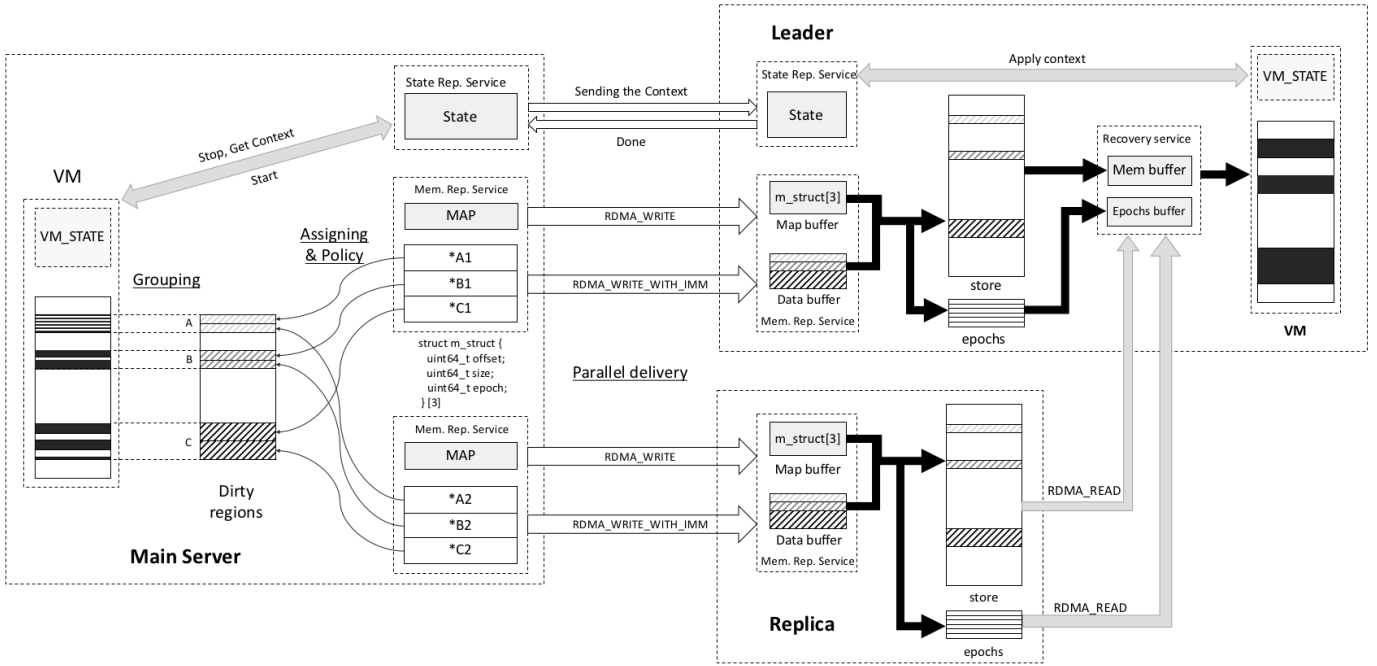 Main Server
VM
VM_STATE
Grouping
A
B
C
Dirty
regions
Stop, Get Context
Start
Assigning
& Policy
State Rep. Service
State
Mem. Rep. Service
MAP
*A1
*B1
*C1
struct m_struct {
uint64_t offset;
uint64_t size;
uint64_t epoch;
} [3]
Mem. Rep. Service
MAP
*A2
*B2
*C2
Sending the Context
Done
RDMA_WRITE
RDMA_WRITE_WITH_IMM
Parallel delivery
RDMA_WRITE
RDMA_WRITE_WITH_IMM
Leader
State Rep. Service
State
Apply context
m_struct[3]
Map buffer
Data buffer
Mem. Rep. Service
store
epochs
Recovery service
Mem buffer
Epochs buffer
VM_STATE
VM
m_struct[3]
Map buffer
Data buffer
Mem. Rep. Service
store
epochs
Replica
RDMA_READ
RDMA_READ